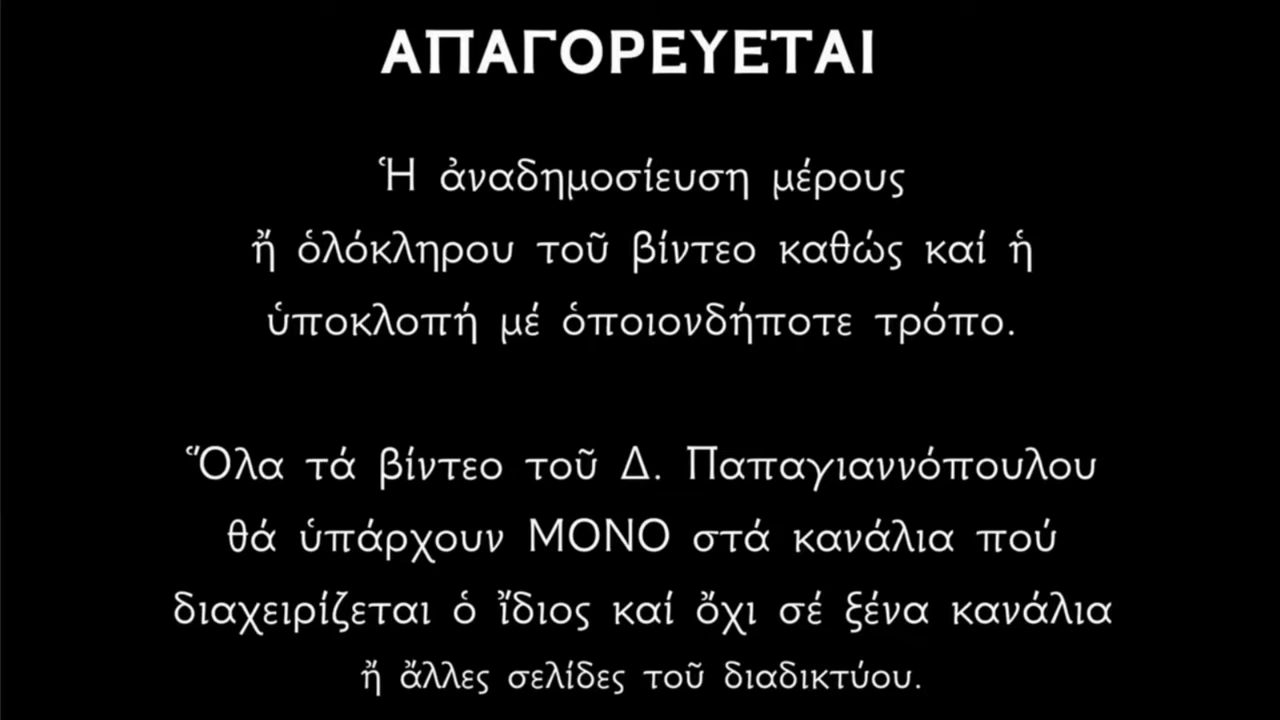 ΑΠΑΓΟΡΕΥΕΤΑΙ
Ἡ ἀναδημοσίευση μέρους
ἤ ὁλόκληρου τοῦ βίντεο καθώς καί ἡ
ὑποκλοπή μέ ὁποιονδήποτε τρόπο.
Ὅλα τά βίντεο τοῦ Δ. Παπαγιαννόπουλου
θά ὑπάρχουν ΜΟΝΟ στά κανάλια πού
διαχειρίζεται ὁ ἴδιος καί ὄχι σέ ξένα κανάλια
ἤ ἄλλες σελίδες τοῦ διαδικτύου.